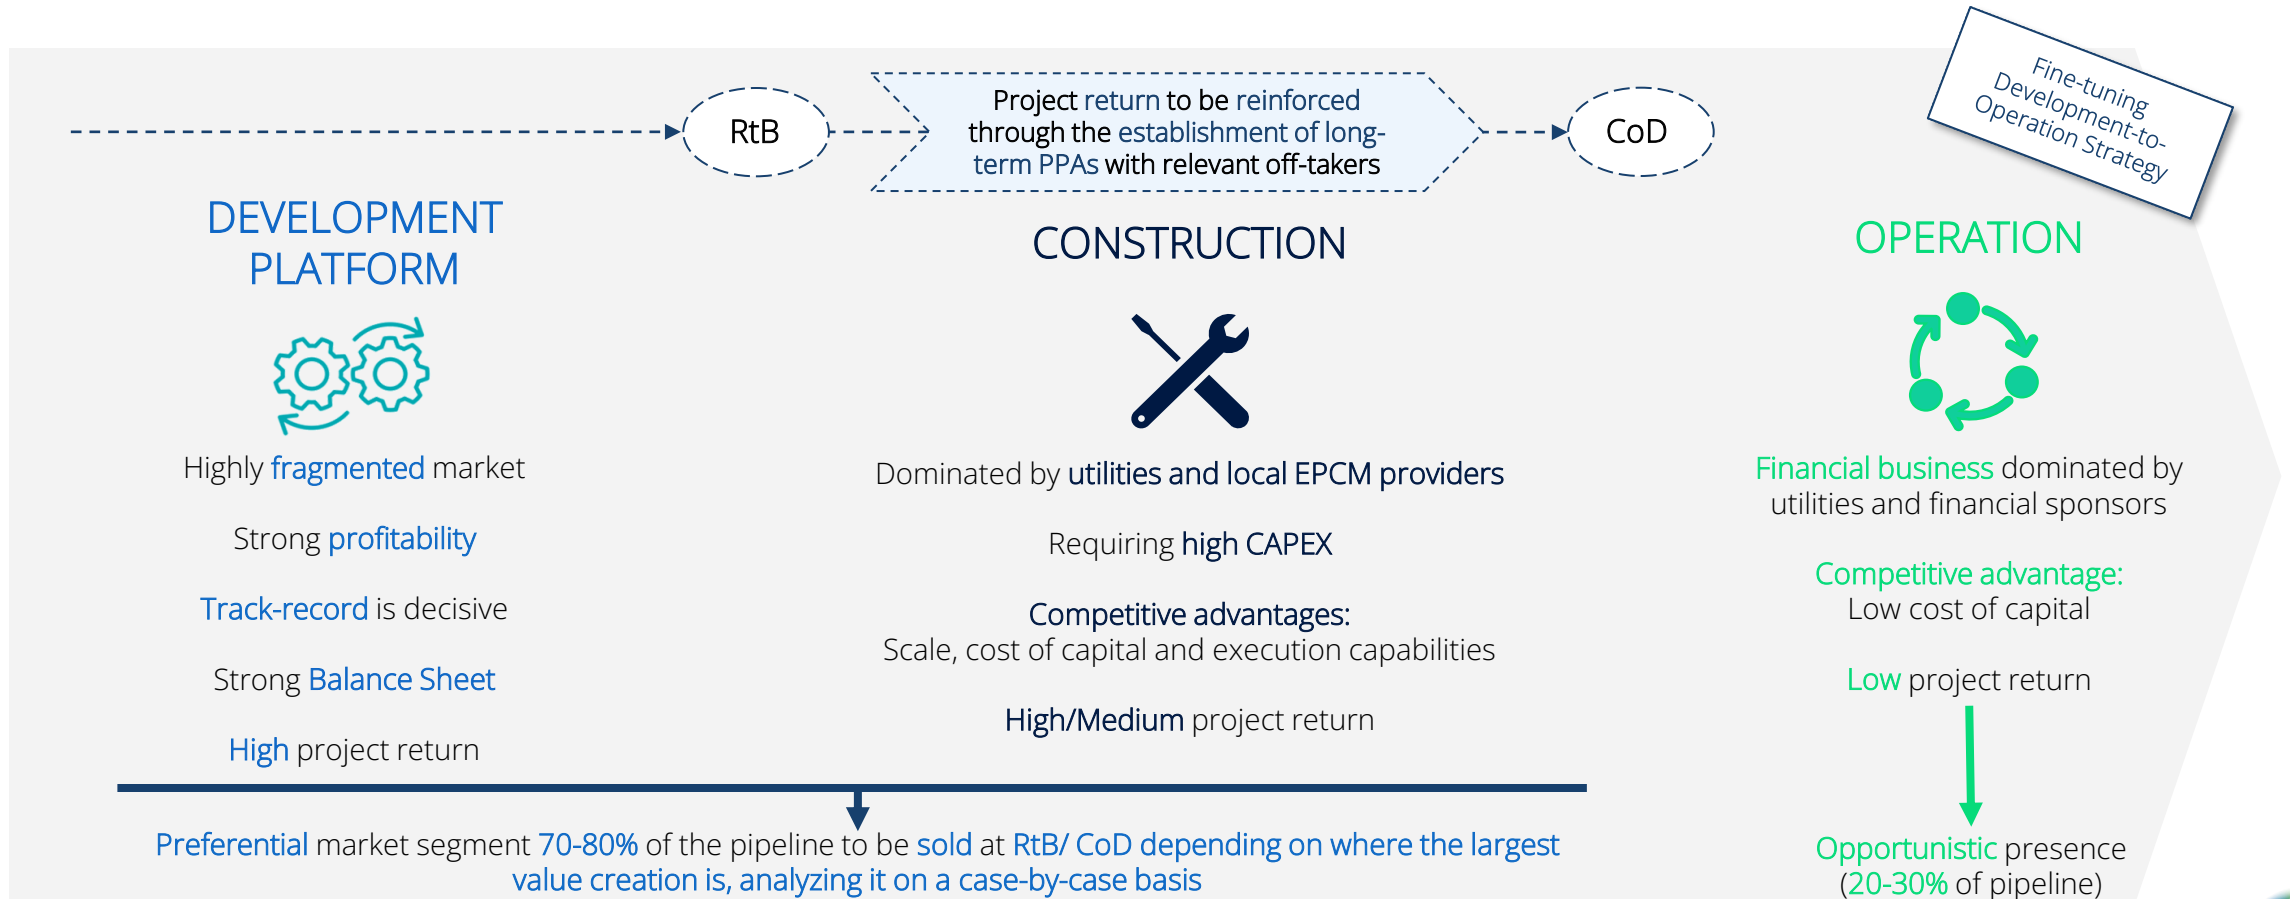 Fine-tuning
Development-to-
Operation Strategy
RtB
Project return to be reinforced
through the establishment of long-
term PPAs with relevant off-takers
CoD
DEVELOPMENT
PLATFORM
Highly fragmented market
Strong profitability
Track-record is decisive
Strong Balance Sheet
High project return
CONSTRUCTION
Dominated by utilities and local EPCM providers
Requiring high CAPEX
Competitive advantages:
Scale, cost of capital and execution capabilities
High/Medium project return
OPERATION
Financial business dominated by
utilities and financial sponsors
Competitive advantage:
Low cost of capital
Low project return
Preferential market segment 70-80% of the pipeline to be sold at RtB/ CoD depending on where the largest
value creation is, analyzing it on a case-by-case basis
Opportunistic presence
(20-30% of pipeline)